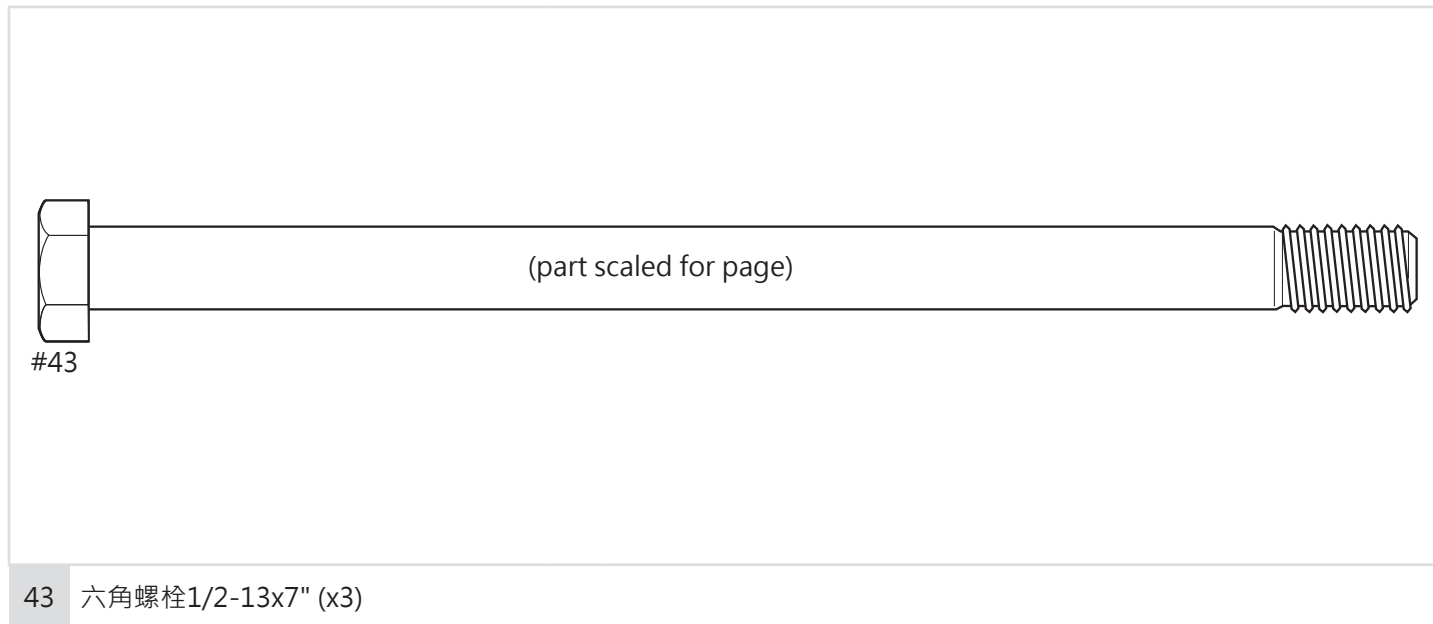 (part scaled for page)
#43
43 六角螺栓1/2-13x7" (x3)